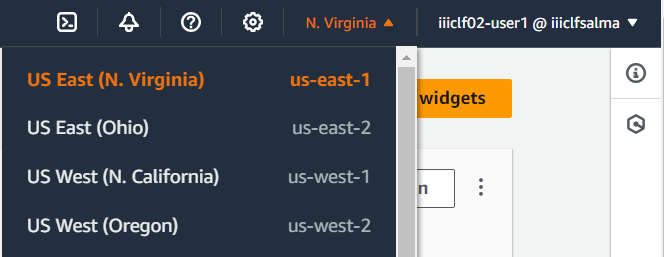 N. Virginia ▲ iiiclf02-user1 @ iiiclfsalma ▼
US East (N. Virginia) us-east-1
widgets
US East (Ohio) us-east-2
US West (N. California) us-west-1
n
US West (Oregon) us-west-2